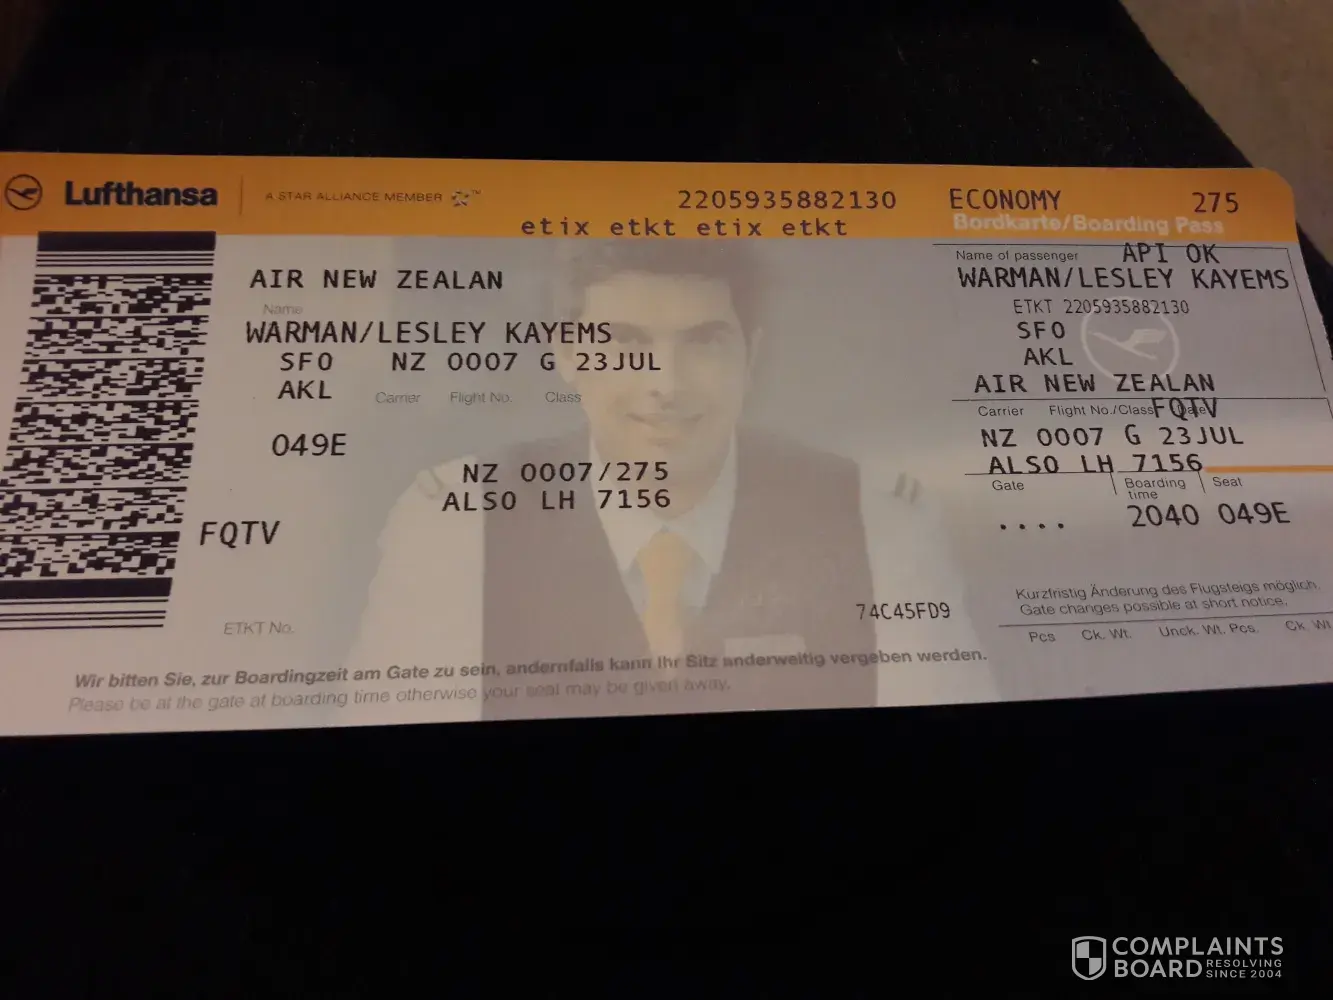 Lufthansa
A STAR ALLIANCE MEMBER
2205935882130
etix etkt etix etkt
AIR NEW ZEALAN
Name
WARMAN/LESLEY KAYEMS
SFO NZ 0007 G 23JUL
AKL
Carrier Flight No. Class
049E
NZ 0007/275
ALSO LH 7156
FQTV
74C45FD9
ETKT No.
Wir bitten Sie, zur Boardingzeit am Gate zu sein, andernfalls kann Ihr Sitz anderweitig vergeben werden.
Please be at the gate at boarding time otherwise your seat may be given away.
ECONOMY 275
Bordkarte/Boarding Pass
Name of passenger API OK
WARMAN/LESLEY KAYEMS
ETKT 2205935882130
SFO
AKL
AIR NEW ZEALAN
Carrier Flight No./Class Date FQTV
NZ 0007 G 23JUL
ALSO LH 7156
Gate Boarding time Seat
.... 2040 049E
Kurzfristig Änderung des Flugsteigs möglich.
Gate changes possible at short notice.
Pcs Ck. Wt. Unck. Wt. Pcs. Ck. Wt
COMPLAINTS
BOARD RESOLVING
SINCE 2004